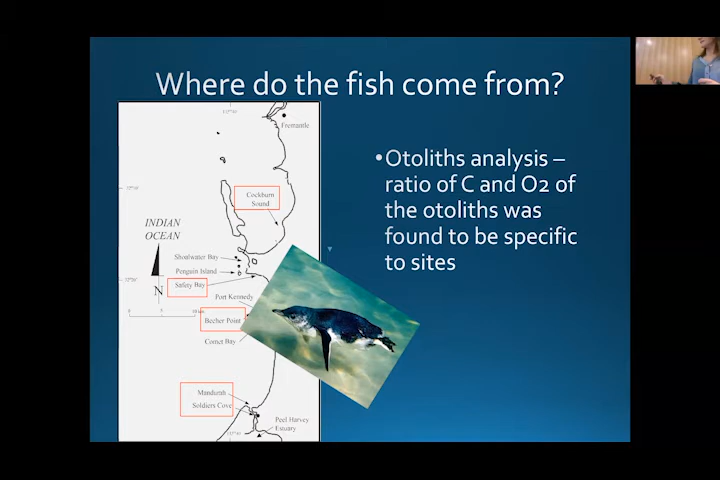 Where do the fish come from?
Fremantle
Cockburn
Sound
INDIAN
OCEAN
Shoalwater Bay
Penguin Island
Safety Bay
N
Port Kennedy
Becher Point
Comet Bay
Mandurah
Soldiers Cove
Peel Harvey
Estuary
•Otoliths analysis –
ratio of C and O2 of
the otoliths was
found to be specific
to sites